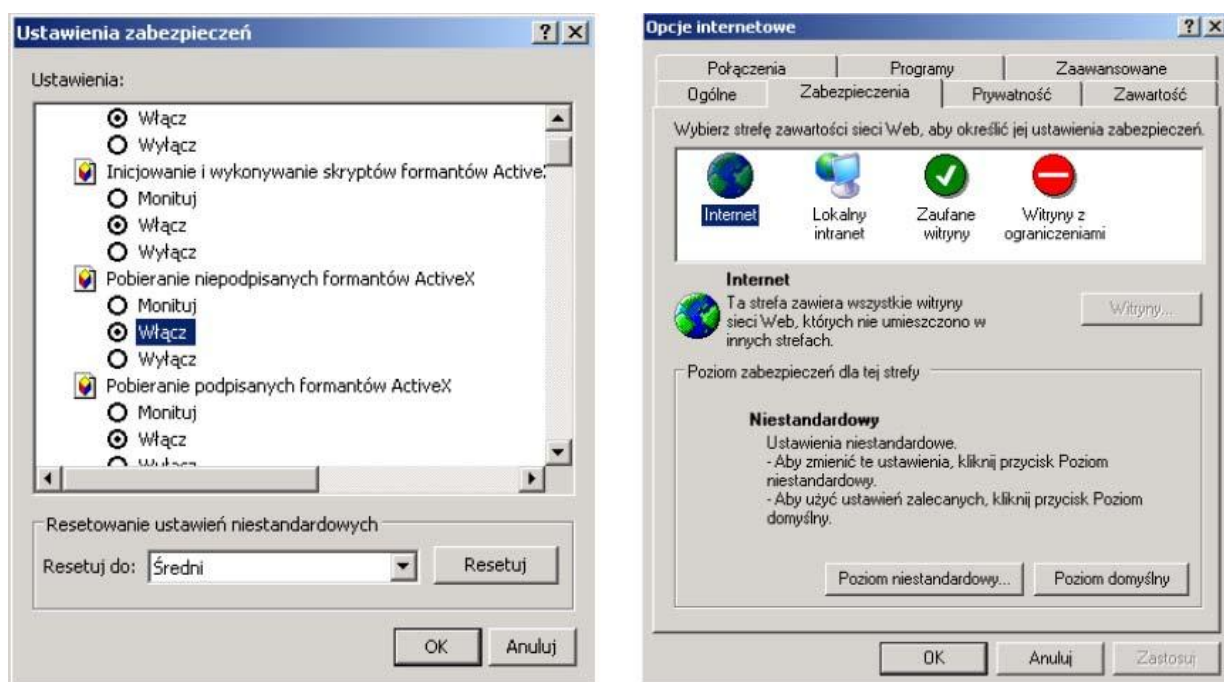 Ustawienia zabezpieczeń
Ustawienia:
Włącz
Wyłącz
Inicjowanie i wykonywanie skryptów formantów Active
Monituj
Włącz
Wyłącz
Pobieranie niepodpisanych formantów ActiveX
Monituj
Włącz
Wyłącz
Pobieranie podpisanych formantów ActiveX
Monituj
Włącz
Resetowanie ustawień niestandardowych
Resetuj do: Średni Resetuj
OK Anuluj
Opcje internetowe
Połączenia Programy Zaawansowane
Ogólne Zabezpieczenia Prywatność Zawartość
Wybierz strefę zawartości sieci Web, aby określić jej ustawienia zabezpieczeń.
Internet Lokalny intranet Zaufane witryny Witryny z ograniczeniami
Internet
Ta strefa zawiera wszystkie witryny
sieci Web, których nie umieszczono w
innych strefach.
Witryny...
Poziom zabezpieczeń dla tej strefy
Niestandardowy
Ustawienia niestandardowe.
- Aby zmienić te ustawienia, kliknij przycisk Poziom
niestandardowy.
- Aby użyć ustawień zalecanych, kliknij przycisk Poziom
domyślny.
Poziom niestandardowy... Poziom domyślny
OK Anuluj Zastosuj